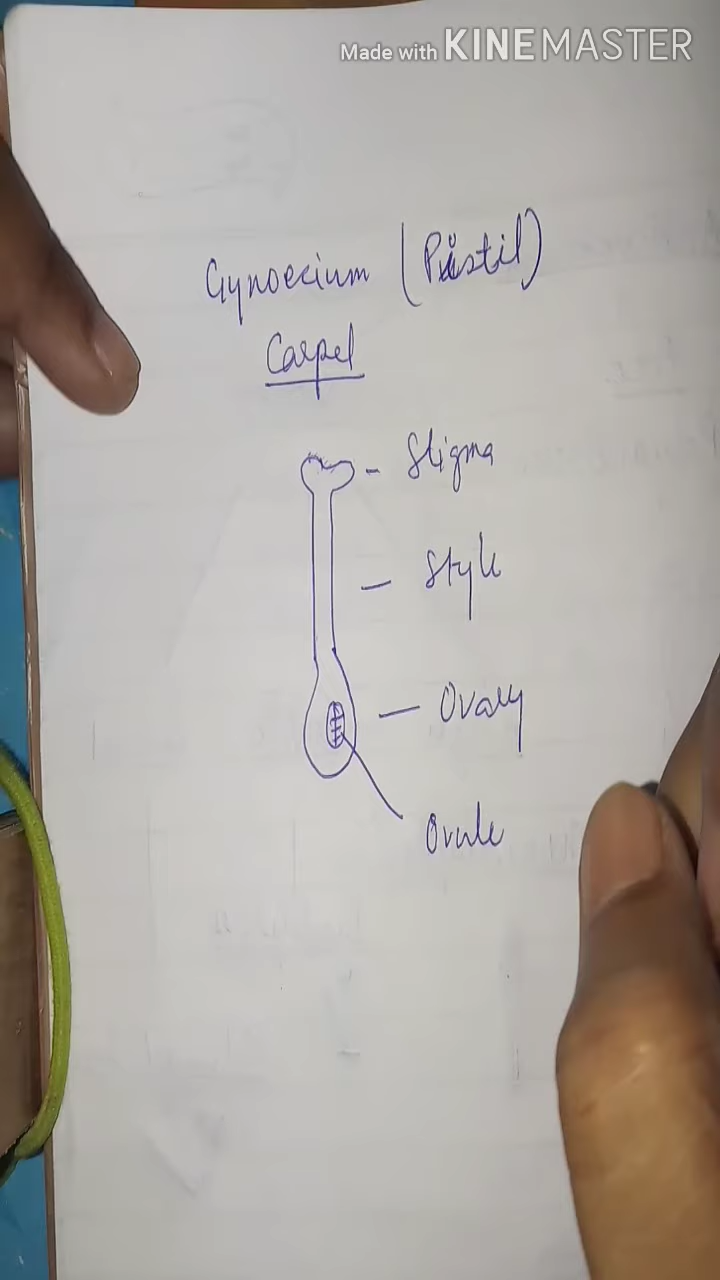 Made with KINEMASTER
Gynoecium (Pistil)
Carpel
- Stigma
- Style
- Ovary
Ovule